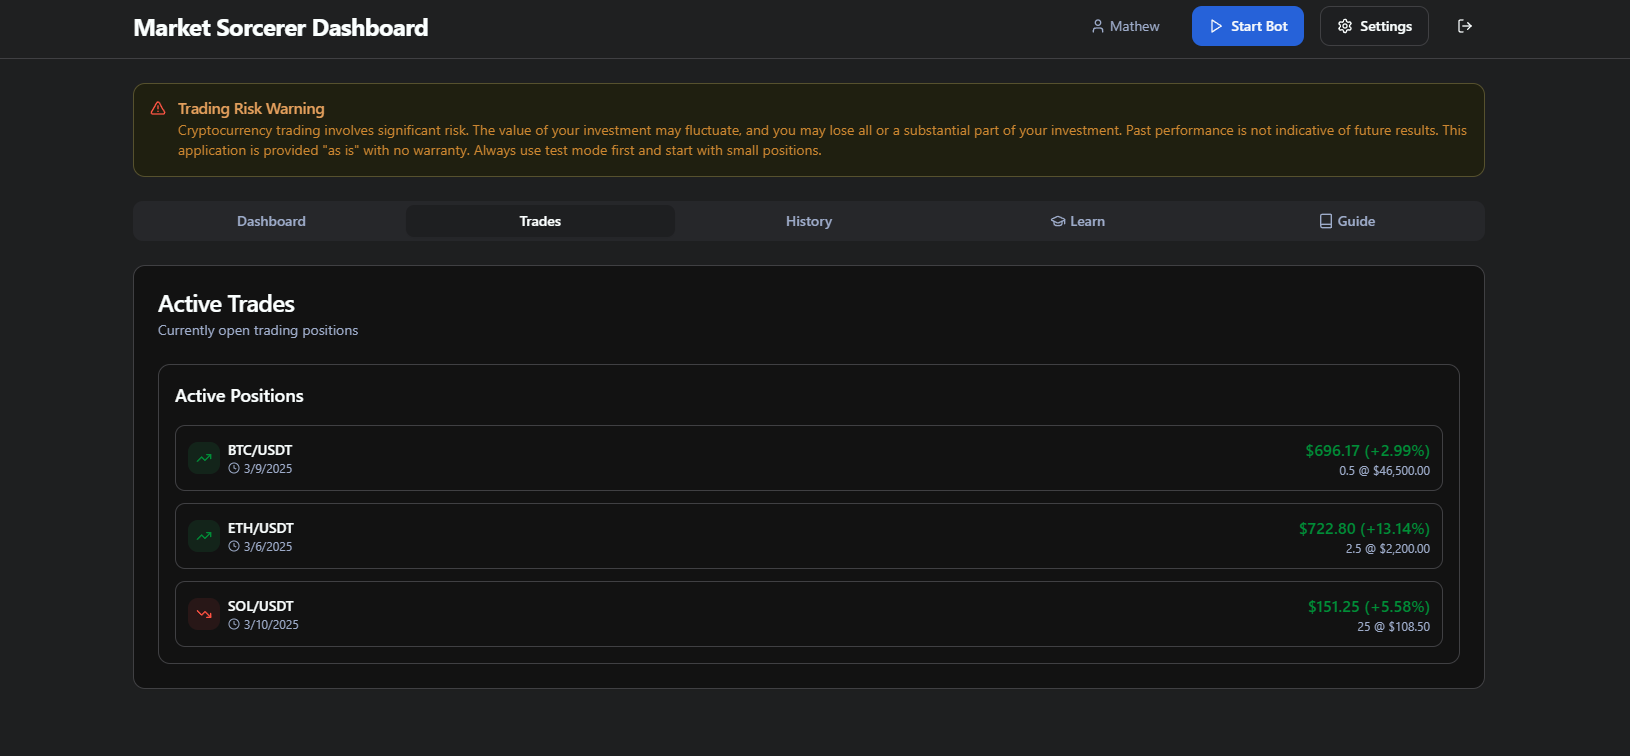 Market Sorcerer Dashboard
Mathew
Start Bot
Settings
Trading Risk Warning
Cryptocurrency trading involves significant risk. The value of your investment may fluctuate, and you may lose all or a substantial part of your investment. Past performance is not indicative of future results. This
application is provided "as is" with no warranty. Always use test mode first and start with small positions.
Dashboard
Trades
History
Learn
Guide
Active Trades
Currently open trading positions
Active Positions
BTC/USDT
3/9/2025
$696.17 (+2.99%)
0.5 @ $46,500.00
ETH/USDT
3/6/2025
$722.80 (+13.14%)
2.5 @ $2,200.00
SOL/USDT
3/10/2025
$151.25 (+5.58%)
25 @ $108.50